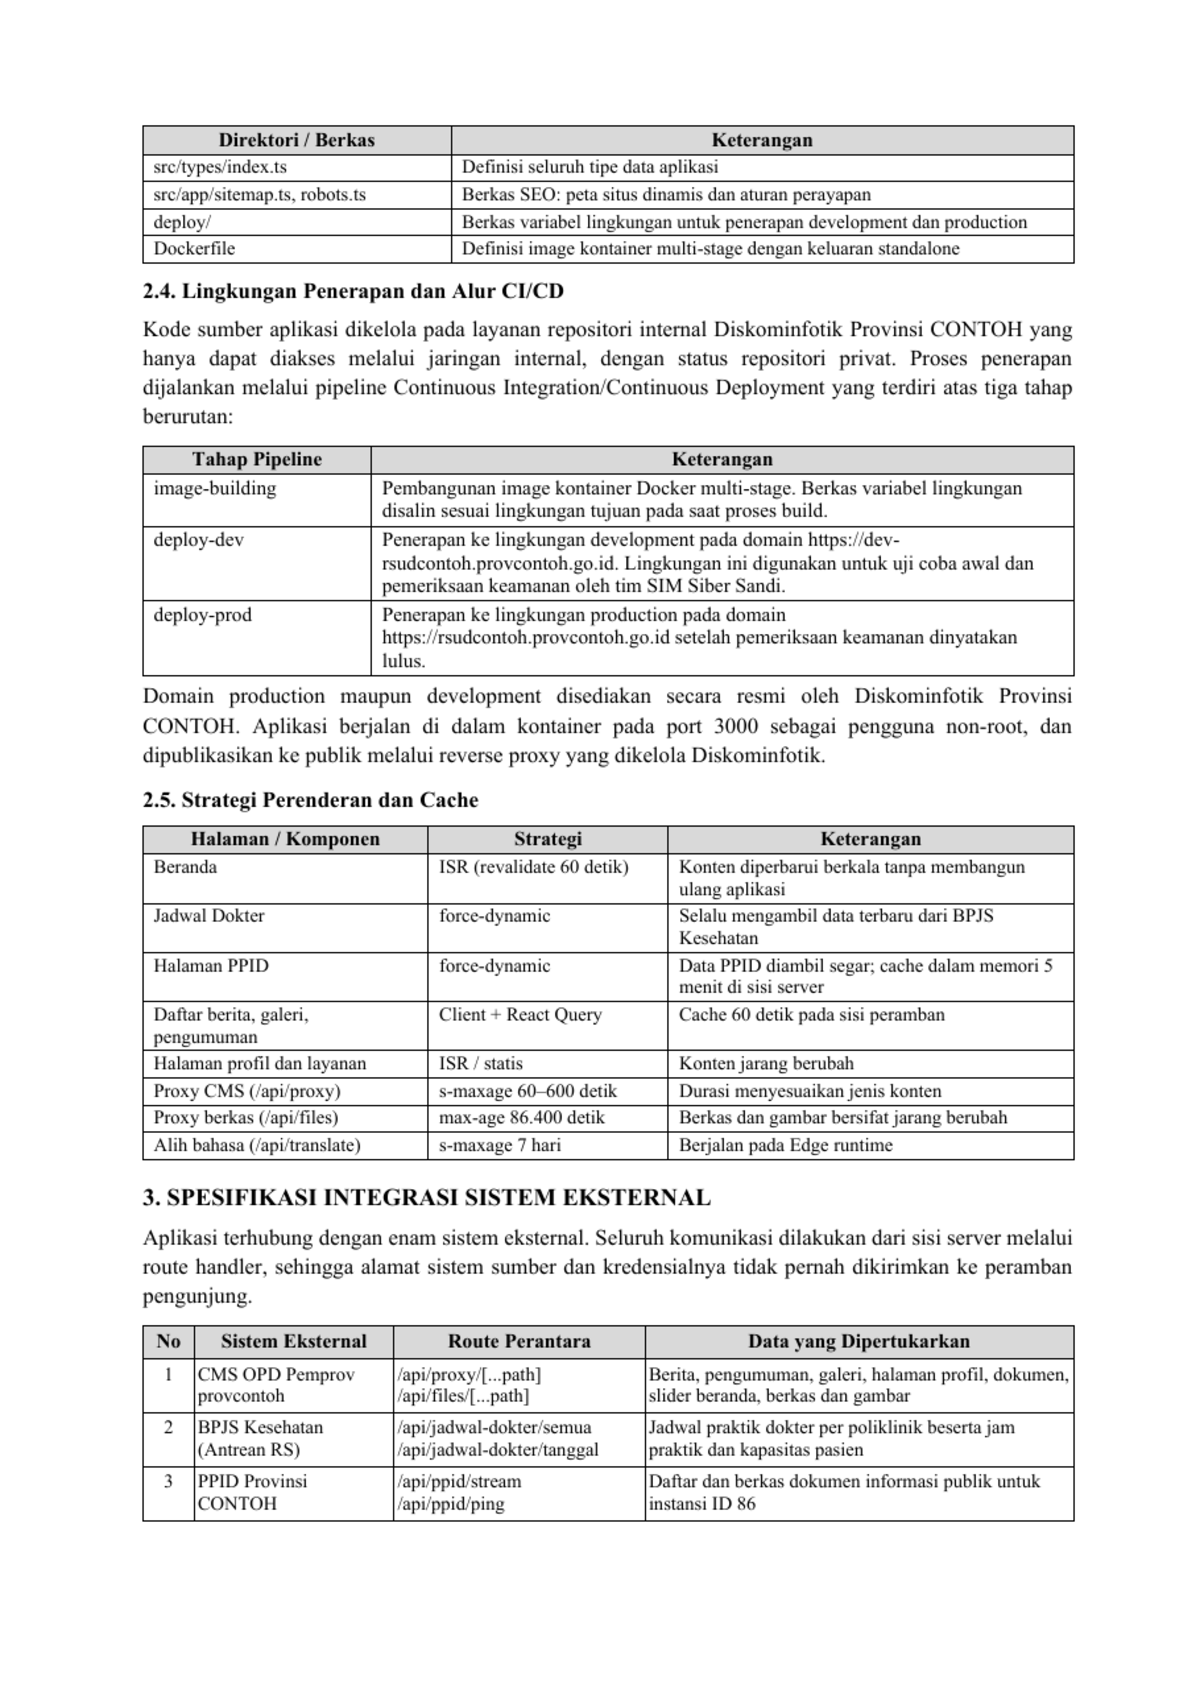 Direktori / Berkas Keterangan
src/types/index.ts Definisi seluruh tipe data aplikasi
src/app/sitemap.ts, robots.ts Berkas SEO: peta situs dinamis dan aturan perayapan
deploy/ Berkas variabel lingkungan untuk penerapan development dan production
Dockerfile Definisi image kontainer multi-stage dengan keluaran standalone
2.4. Lingkungan Penerapan dan Alur CI/CD
Kode sumber aplikasi dikelola pada layanan repositori internal Diskominfotik Provinsi CONTOH yang
hanya dapat diakses melalui jaringan internal, dengan status repositori privat. Proses penerapan
dijalankan melalui pipeline Continuous Integration/Continuous Deployment yang terdiri atas tiga tahap
berurutan:
Tahap Pipeline Keterangan
image-building Pembangunan image kontainer Docker multi-stage. Berkas variabel lingkungan
disalin sesuai lingkungan tujuan pada saat proses build.
deploy-dev Penerapan ke lingkungan development pada domain https://dev-
rsudcontoh.provcontoh.go.id. Lingkungan ini digunakan untuk uji coba awal dan
pemeriksaan keamanan oleh tim SIM Siber Sandi.
deploy-prod Penerapan ke lingkungan production pada domain
https://rsudcontoh.provcontoh.go.id setelah pemeriksaan keamanan dinyatakan
lulus.
Domain production maupun development disediakan secara resmi oleh Diskominfotik Provinsi
CONTOH. Aplikasi berjalan di dalam kontainer pada port 3000 sebagai pengguna non-root, dan
dipublikasikan ke publik melalui reverse proxy yang dikelola Diskominfotik.
2.5. Strategi Perenderan dan Cache
Halaman / Komponen Strategi Keterangan
Beranda ISR (revalidate 60 detik) Konten diperbarui berkala tanpa membangun
ulang aplikasi
Jadwal Dokter force-dynamic Selalu mengambil data terbaru dari BPJS
Kesehatan
Halaman PPID force-dynamic Data PPID diambil segar; cache dalam memori 5
menit di sisi server
Daftar berita, galeri, Client + React Query Cache 60 detik pada sisi peramban
pengumuman
Halaman profil dan layanan ISR / statis Konten jarang berubah
Proxy CMS (/api/proxy) s-maxage 60–600 detik Durasi menyesuaikan jenis konten
Proxy berkas (/api/files) max-age 86.400 detik Berkas dan gambar bersifat jarang berubah
Alih bahasa (/api/translate) s-maxage 7 hari Berjalan pada Edge runtime
3. SPESIFIKASI INTEGRASI SISTEM EKSTERNAL
Aplikasi terhubung dengan enam sistem eksternal. Seluruh komunikasi dilakukan dari sisi server melalui
route handler, sehingga alamat sistem sumber dan kredensialnya tidak pernah dikirimkan ke peramban
pengunjung.
No Sistem Eksternal Route Perantara Data yang Dipertukarkan
1 CMS OPD Pemprov /api/proxy/[...path] Berita, pengumuman, galeri, halaman profil, dokumen,
provcontoh /api/files/[...path] slider beranda, berkas dan gambar
2 BPJS Kesehatan /api/jadwal-dokter/semua Jadwal praktik dokter per poliklinik beserta jam
(Antrean RS) /api/jadwal-dokter/tanggal praktik dan kapasitas pasien
3 PPID Provinsi /api/ppid/stream Daftar dan berkas dokumen informasi publik untuk
CONTOH /api/ppid/ping instansi ID 86